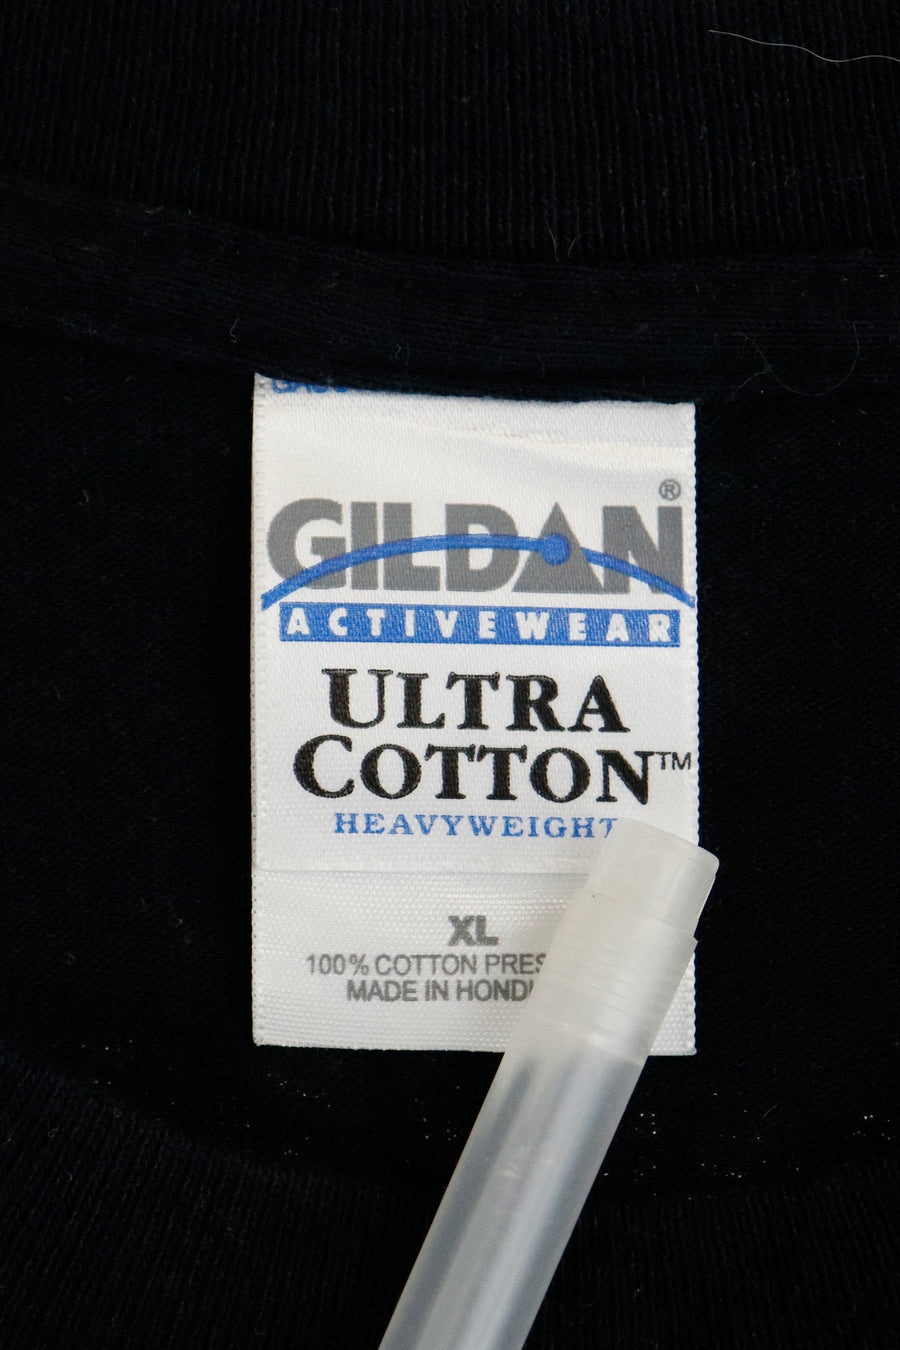 GILDAN®
ACTIVEWEAR
ULTRA
COTTON™
HEAVYWEIGHT
XL
100% COTTON
MADE IN